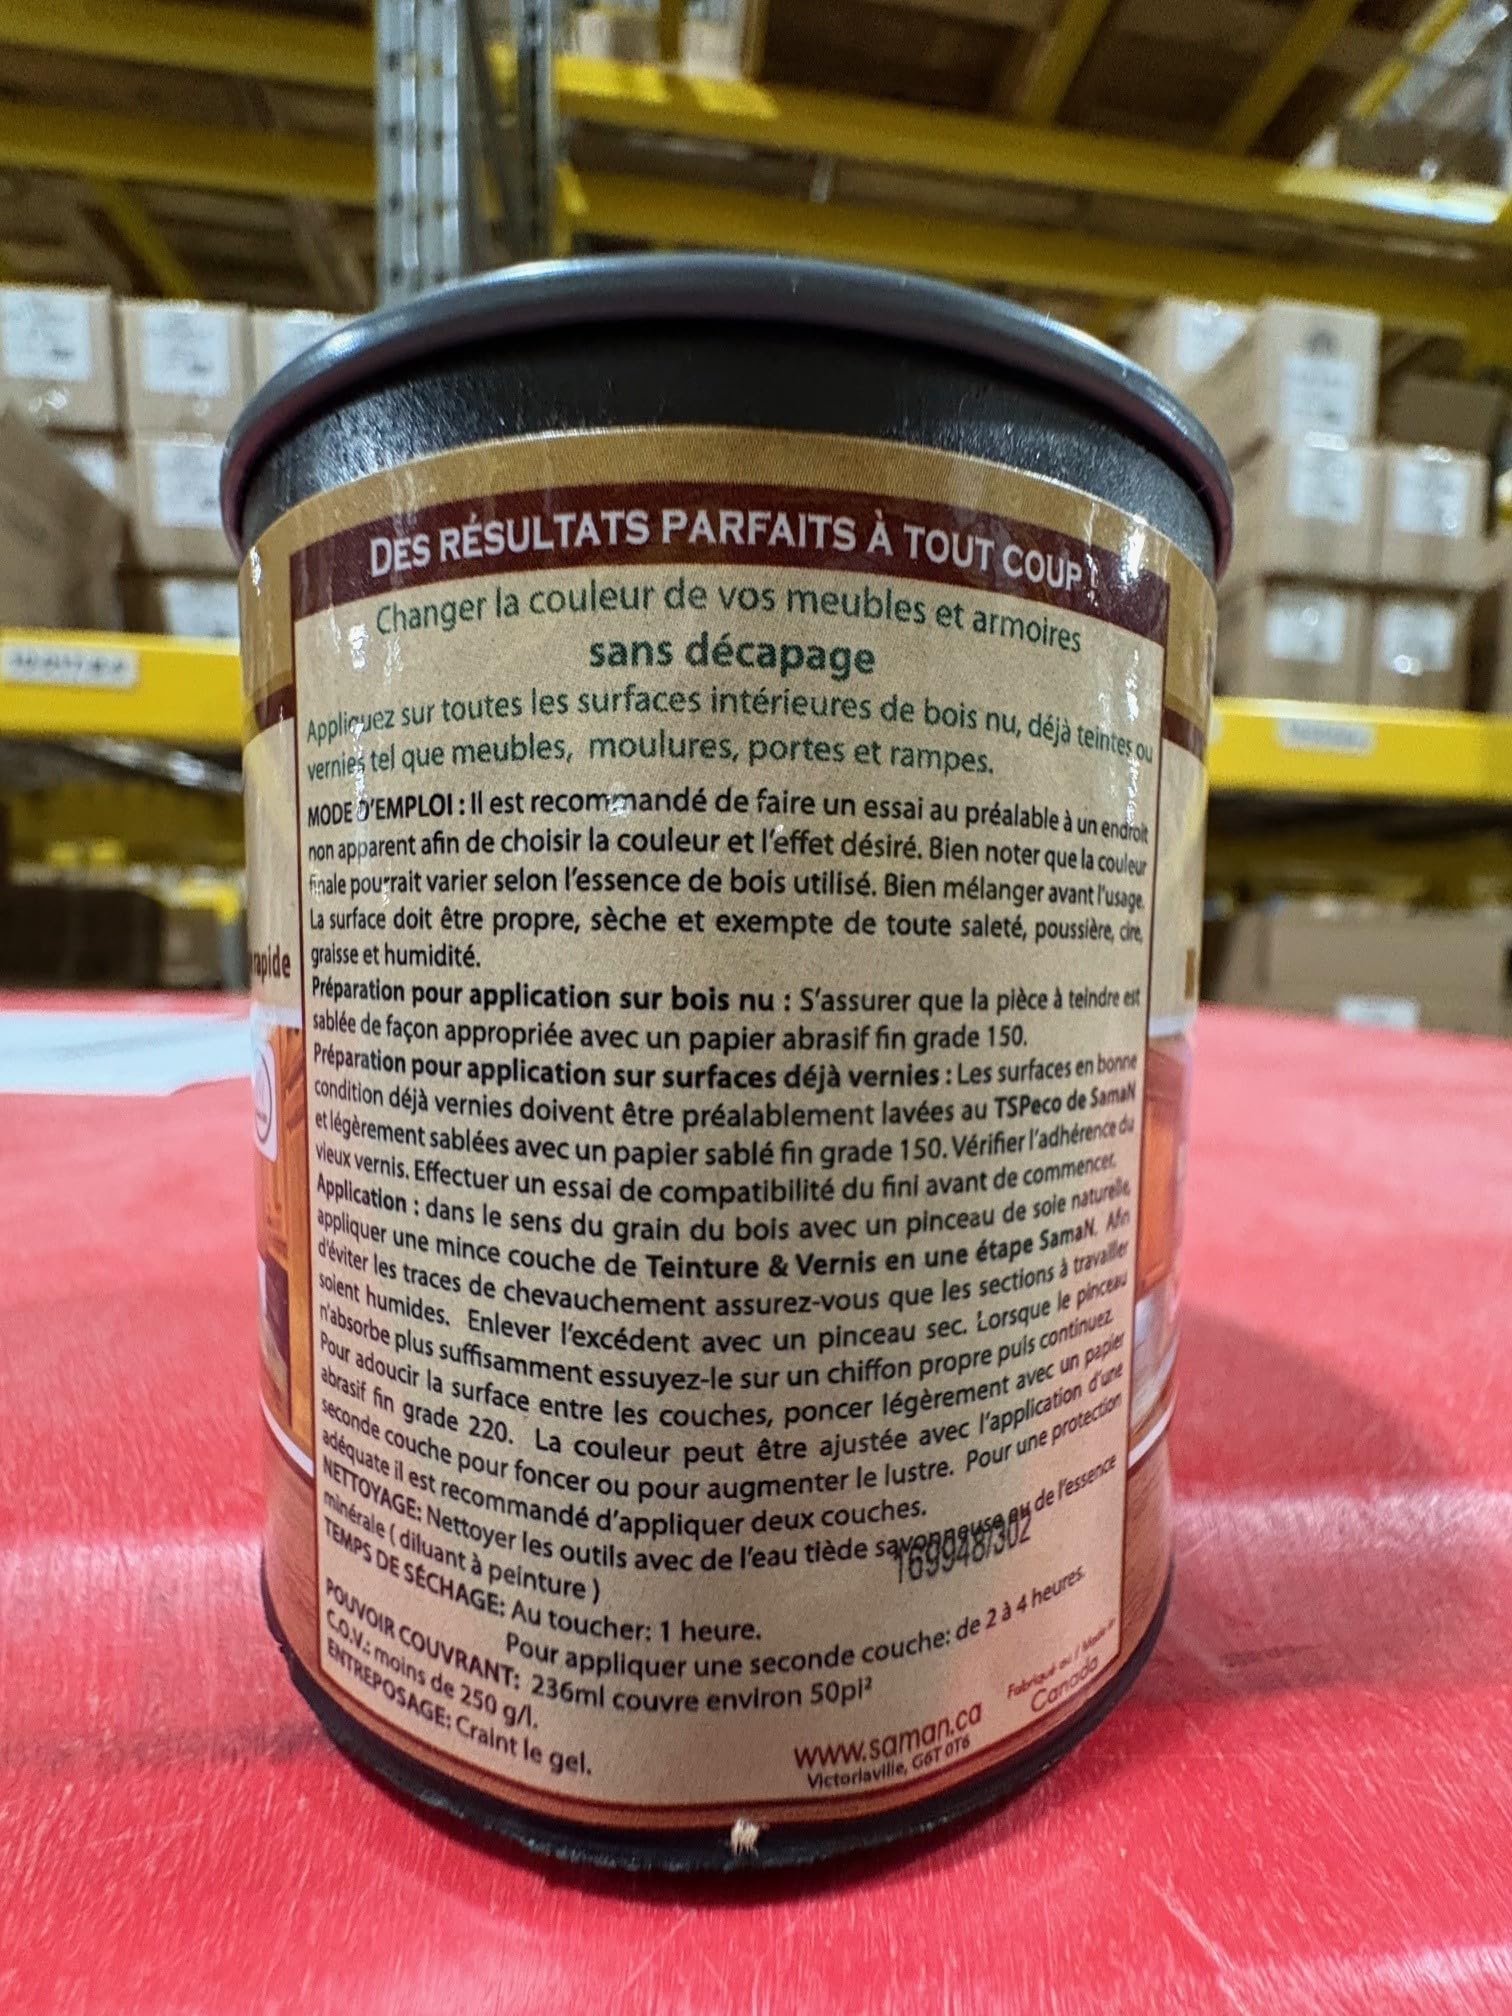 DES RÉSULTATS PARFAITS À TOUT COUP !
Changer la couleur de vos meubles et armoires
sans décapage
Appliquez sur toutes les surfaces intérieures de bois nu, déjà teintes ou
vernies tel que meubles, moulures, portes et rampes.
MODE D'EMPLOI : Il est recommandé de faire un essai au préalable à un endroit
non apparent afin de choisir la couleur et l'effet désiré. Bien noter que la couleur
finale pourrait varier selon l'essence de bois utilisé. Bien mélanger avant l'usage.
La surface doit être propre, sèche et exempte de toute saleté, poussière, cire,
graisse et humidité.
rapide
Préparation pour application sur bois nu : S'assurer que la pièce à teindre est
sablée de façon appropriée avec un papier abrasif fin grade 150.
Préparation pour application sur surfaces déjà vernies : Les surfaces en bonne
condition déjà vernies doivent être préalablement lavées au TSPeco de SamaN
et légèrement sablées avec un papier sablé fin grade 150. Vérifier l'adhérence du
vieux vernis. Effectuer un essai de compatibilité du fini avant de commencer.
Application : dans le sens du grain du bois avec un pinceau de soie naturelle,
appliquer une mince couche de Teinture & Vernis en une étape SamaN. Afin
d'éviter les traces de chevauchement assurez-vous que les sections à travailler
soient humides. Enlever l'excédent avec un pinceau sec. Lorsque le pinceau
n'absorbe plus suffisamment essuyez-le sur un chiffon propre puis continuez.
Pour adoucir la surface entre les couches, poncer légèrement avec un papier
abrasif fin grade 220. La couleur peut être ajustée avec l'application d'une
seconde couche pour foncer ou pour augmenter le lustre. Pour une protection
adéquate il est recommandé d'appliquer deux couches.
NETTOYAGE: Nettoyer les outils avec de l'eau tiède savonneuse ou de l'essence
minérale ( diluant à peinture )
169948/302
TEMPS DE SÉCHAGE: Au toucher: 1 heure.
Pour appliquer une seconde couche: de 2 à 4 heures.
POUVOIR COUVRANT: 236ml couvre environ 50pi²
C.O.V.: moins de 250 g/l.
ENTREPOSAGE: Craint le gel.
Fabriqué au / Made in
Canada
www.saman.ca
Victoriaville, G6T 0T6